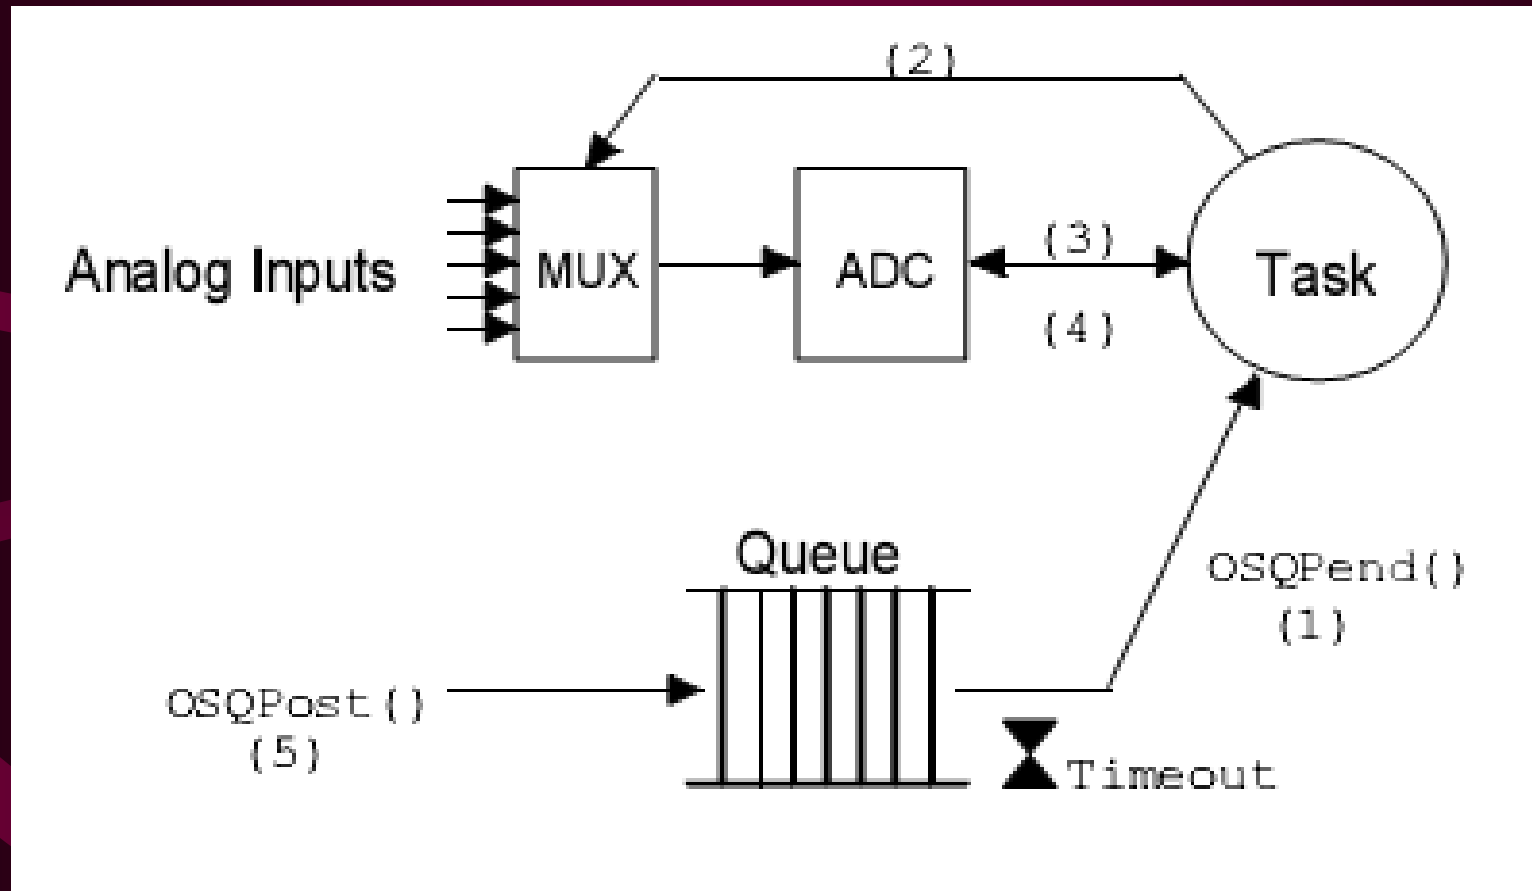 (2)
Analog Inputs
MUX
ADC
(3)
(4)
Task
Queue
OSQPend()
(1)
OSQPost()
(5)
Timeout